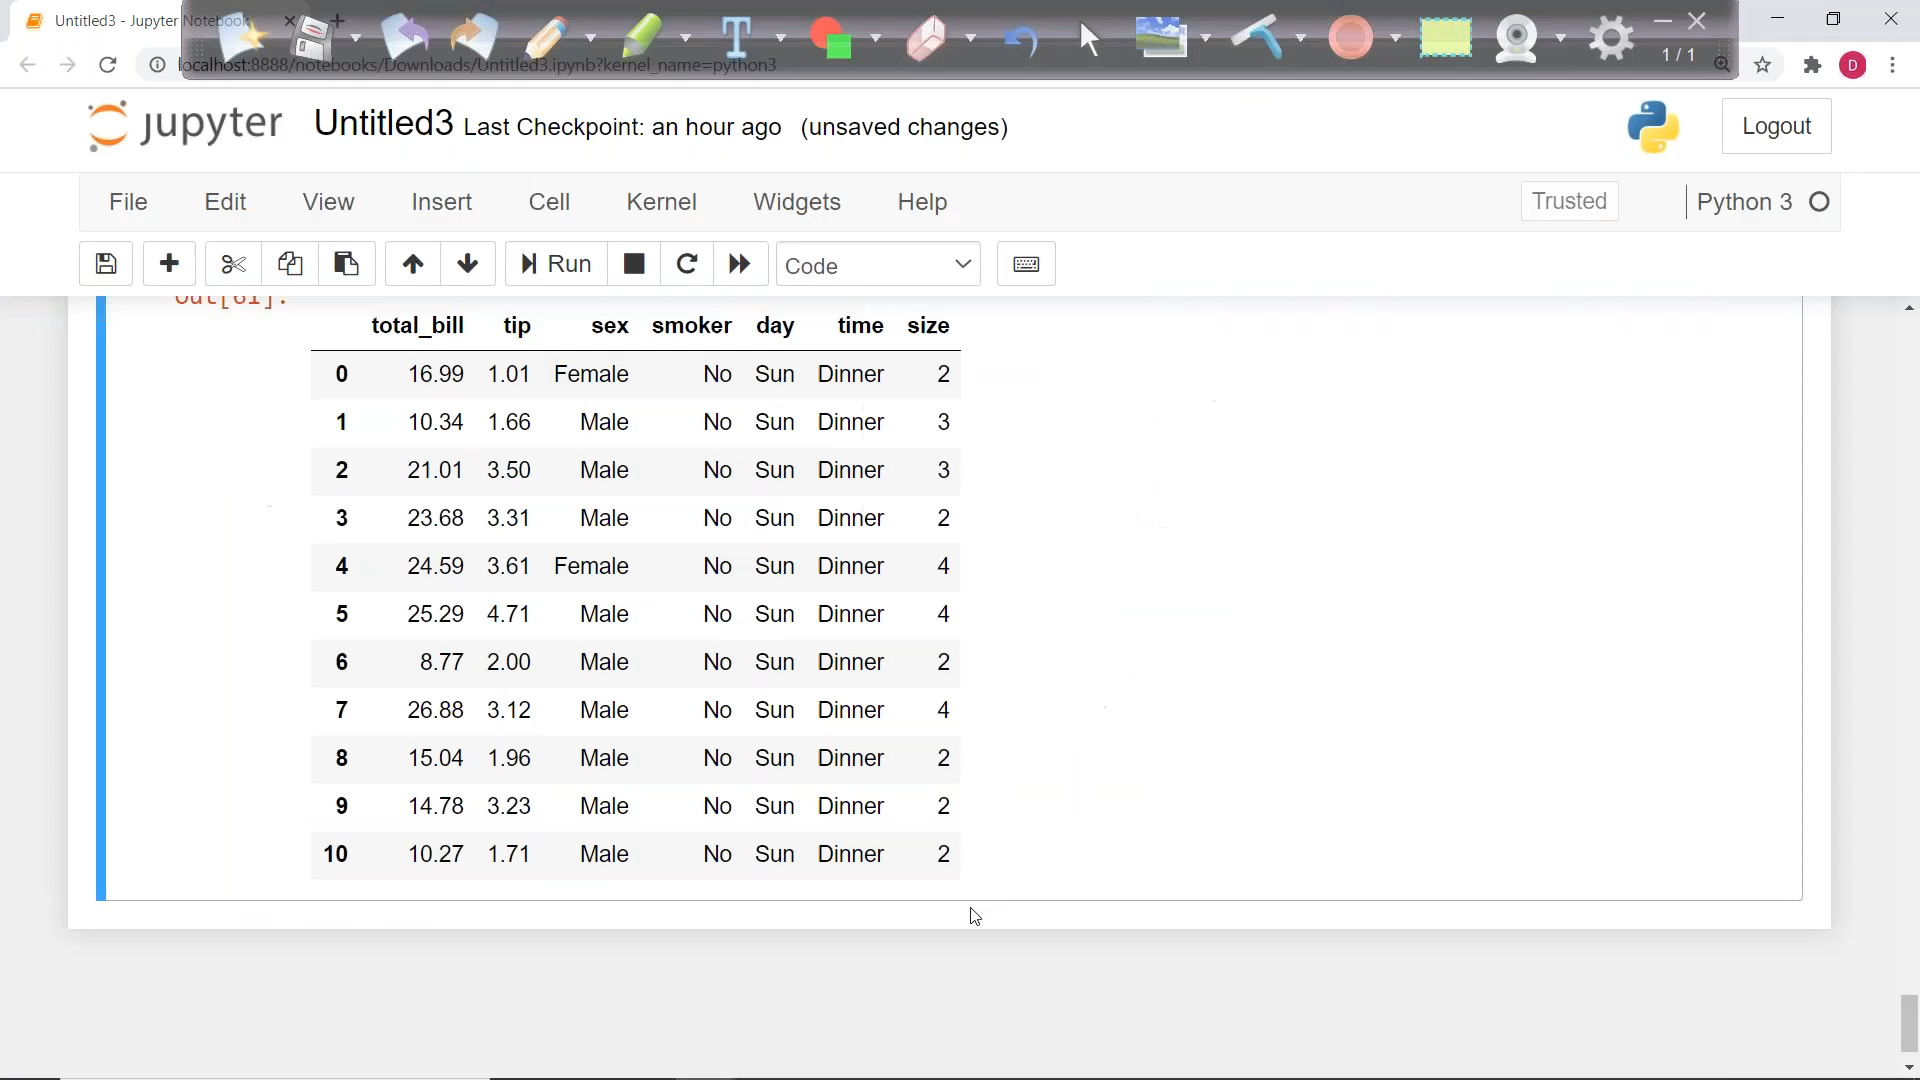 Untitled3 - Jupyter Notebook
1 / 1
localhost:8888/notebooks/Downloads/Untitled3.ipynb?kernel_name=python3
D
jupyter Untitled3 Last Checkpoint: an hour ago (unsaved changes)
Logout
File Edit View Insert Cell Kernel Widgets Help Trusted Python 3
Run Code
Out[61]:
total_bill tip sex smoker day time size
0 16.99 1.01 Female No Sun Dinner 2
1 10.34 1.66 Male No Sun Dinner 3
2 21.01 3.50 Male No Sun Dinner 3
3 23.68 3.31 Male No Sun Dinner 2
4 24.59 3.61 Female No Sun Dinner 4
5 25.29 4.71 Male No Sun Dinner 4
6 8.77 2.00 Male No Sun Dinner 2
7 26.88 3.12 Male No Sun Dinner 4
8 15.04 1.96 Male No Sun Dinner 2
9 14.78 3.23 Male No Sun Dinner 2
10 10.27 1.71 Male No Sun Dinner 2